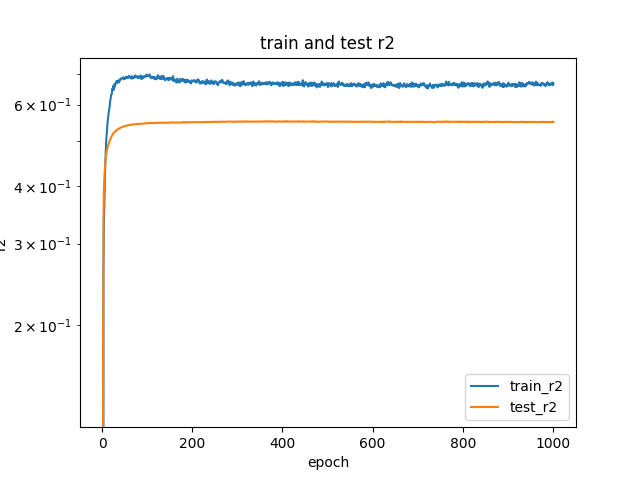 train and test r2
6 × 10⁻¹
4 × 10⁻¹
3 × 10⁻¹
2 × 10⁻¹
r2
0 200 400 600 800 1000
epoch
train_r2
test_r2